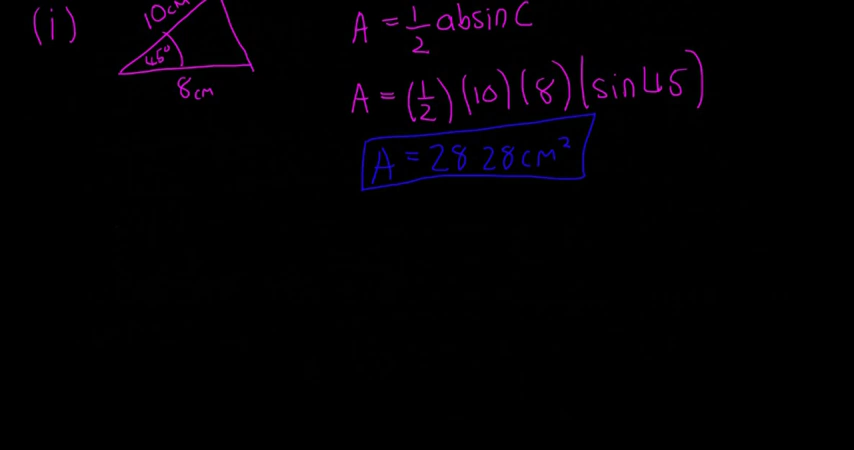 (i)
10cm
45°
8cm
A = 1/2 absinC
A = (1/2)(10)(8)(sin45)
A = 28 28cm²